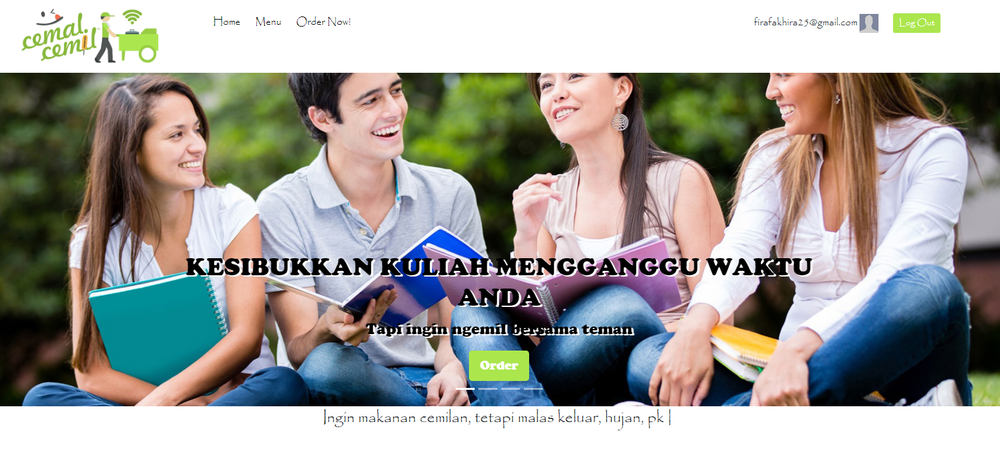 cemal.
cemil
Home Menu Order Now!
firafakhira25@gmail.com Log Out
KESIBUKKAN KULIAH MENGGANGGU WAKTU
ANDA
Tapi ingin ngemil bersama teman
Order
Ingin makanan cemilan, tetapi malas keluar, hujan, pk |